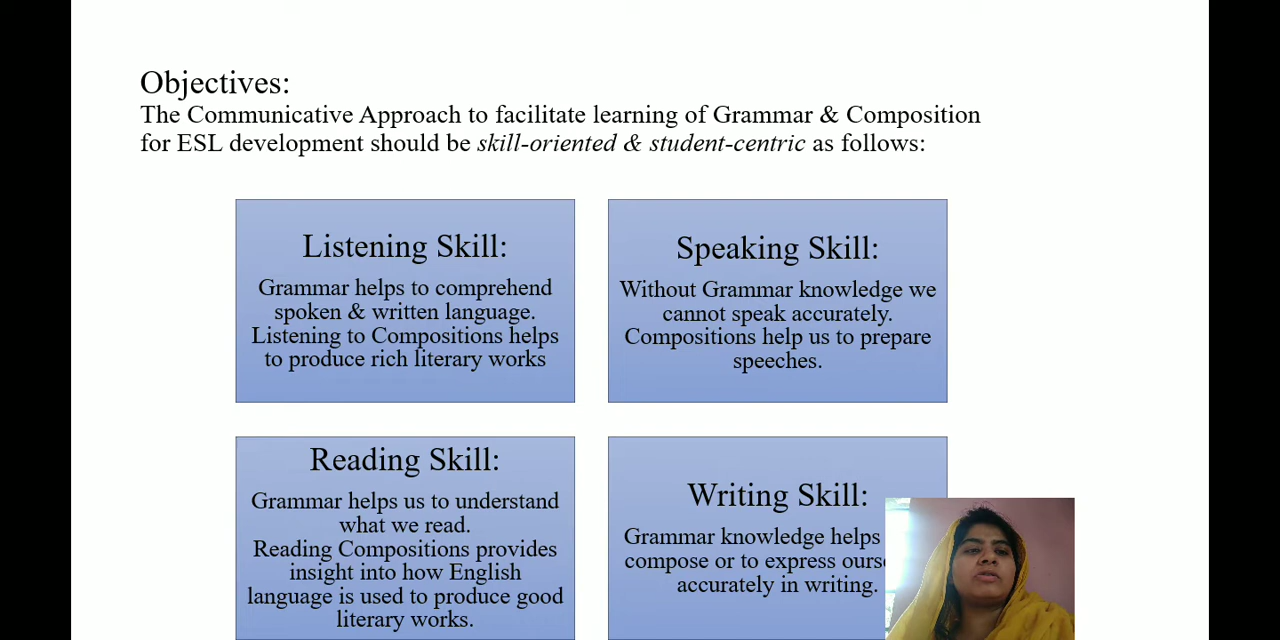 Objectives:
The Communicative Approach to facilitate learning of Grammar & Composition
for ESL development should be skill-oriented & student-centric as follows:
Listening Skill:
Grammar helps to comprehend
spoken & written language.
Listening to Compositions helps
to produce rich literary works
Speaking Skill:
Without Grammar knowledge we
cannot speak accurately.
Compositions help us to prepare
speeches.
Reading Skill:
Grammar helps us to understand
what we read.
Reading Compositions provides
insight into how English
language is used to produce good
literary works.
Writing Skill:
Grammar knowledge helps
compose or to express
accurately in writing.